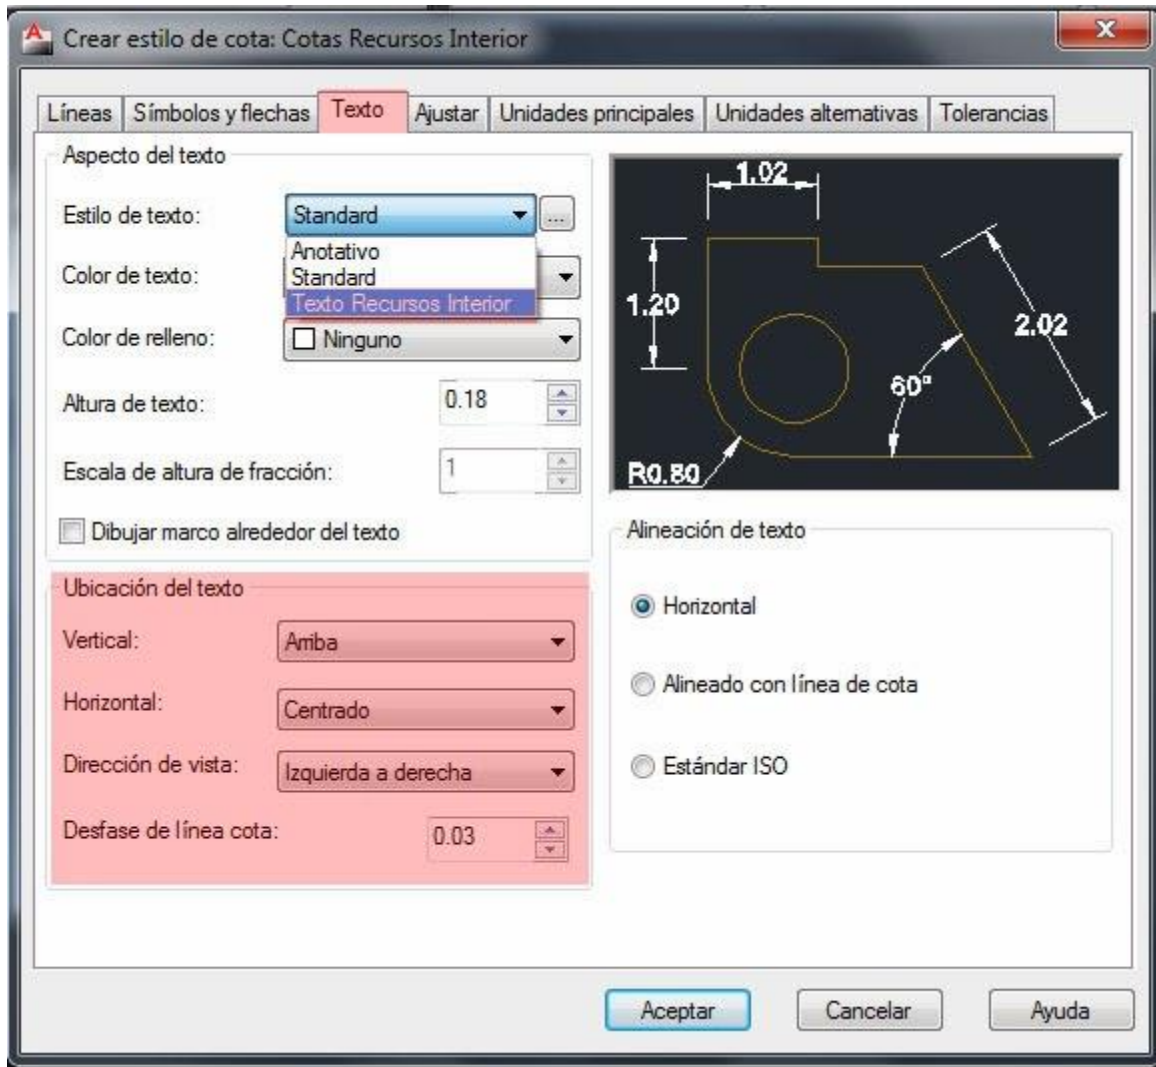 Crear estilo de cota: Cotas Recursos Interior
Líneas
Símbolos y flechas
Texto
Ajustar
Unidades principales
Unidades alternativas
Tolerancias
Aspecto del texto
Estilo de texto:
Standard
...
Anotativo
Standard
Texto Recursos Interior
Color de texto:
Color de relleno:
Ninguno
Altura de texto:
0.18
Escala de altura de fracción:
1
Dibujar marco alrededor del texto
Ubicación del texto
Vertical:
Arriba
Horizontal:
Centrado
Dirección de vista:
Izquierda a derecha
Desfase de línea cota:
0.03
1.02
1.20
2.02
60°
R0.80
Alineación de texto
Horizontal
Alineado con línea de cota
Estándar ISO
Aceptar
Cancelar
Ayuda